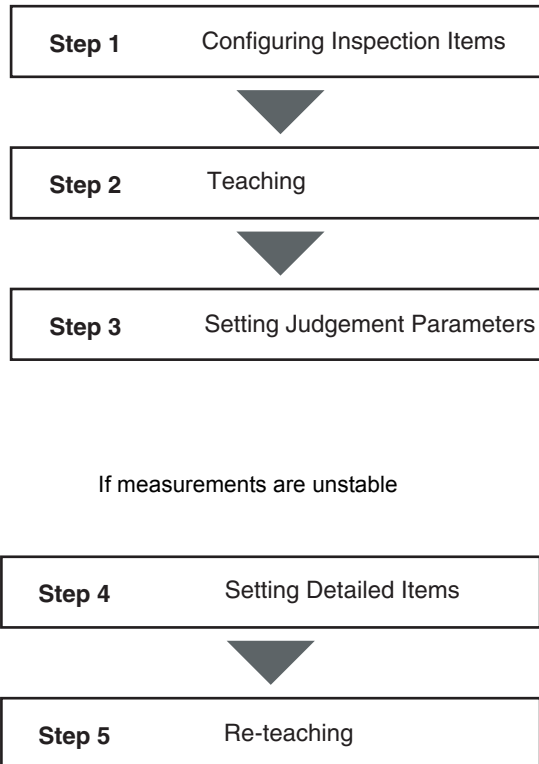 Step 1 Configuring Inspection Items
Step 2 Teaching
Step 3 Setting Judgement Parameters
If measurements are unstable
Step 4 Setting Detailed Items
Step 5 Re-teaching